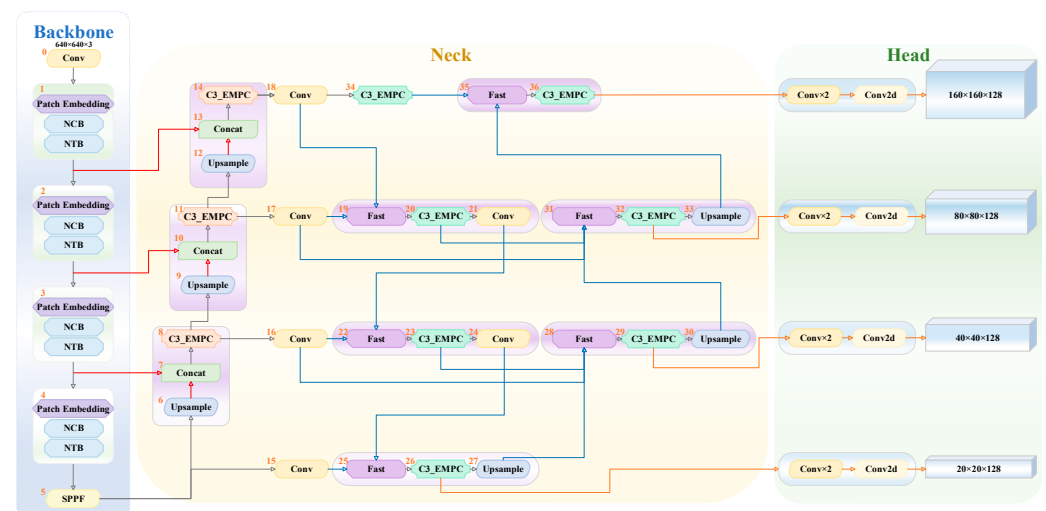 Backbone
Neck
Head
640×640×3
0
Conv
1
Patch Embedding
NCB
NTB
2
Patch Embedding
NCB
NTB
3
Patch Embedding
NCB
NTB
4
Patch Embedding
NCB
NTB
5
SPPF
14
C3_EMPC
13
Concat
12
Upsample
11
C3_EMPC
10
Concat
9
Upsample
8
C3_EMPC
7
Concat
6
Upsample
18
Conv
34
C3_EMPC
35
Fast
36
C3_EMPC
Conv×2
Conv2d
160×160×128
17
Conv
19
Fast
20
C3_EMPC
21
Conv
31
Fast
32
C3_EMPC
33
Upsample
Conv×2
Conv2d
80×80×128
16
Conv
22
Fast
23
C3_EMPC
24
Conv
28
Fast
29
C3_EMPC
30
Upsample
Conv×2
Conv2d
40×40×128
15
Conv
25
Fast
26
C3_EMPC
27
Upsample
Conv×2
Conv2d
20×20×128